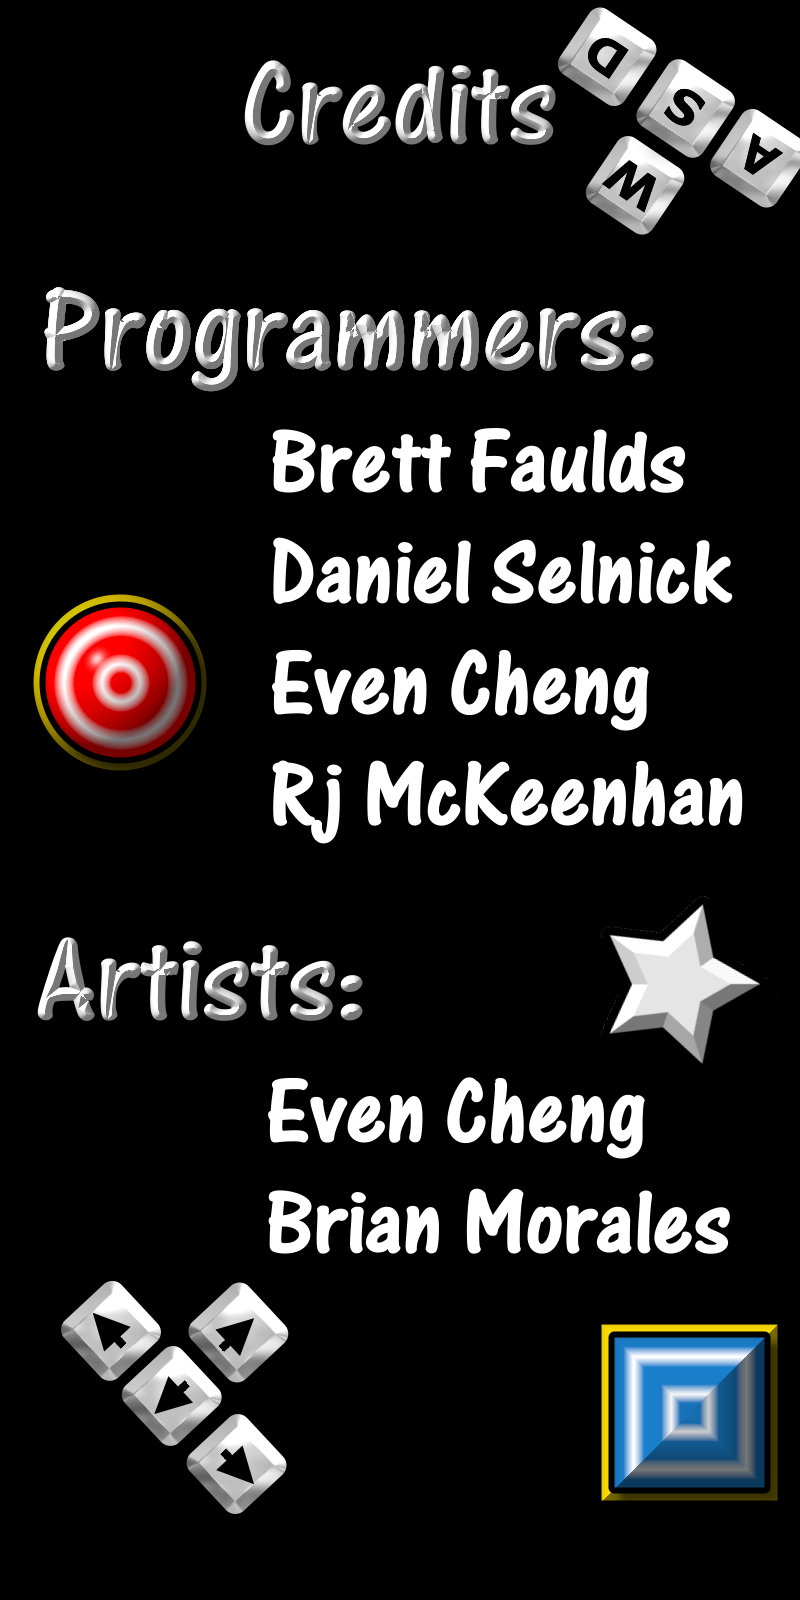 Credits
D
S
A
W
Programmers:
Brett Faulds
Daniel Selnick
Even Cheng
Rj McKeenhan
Artists:
Even Cheng
Brian Morales